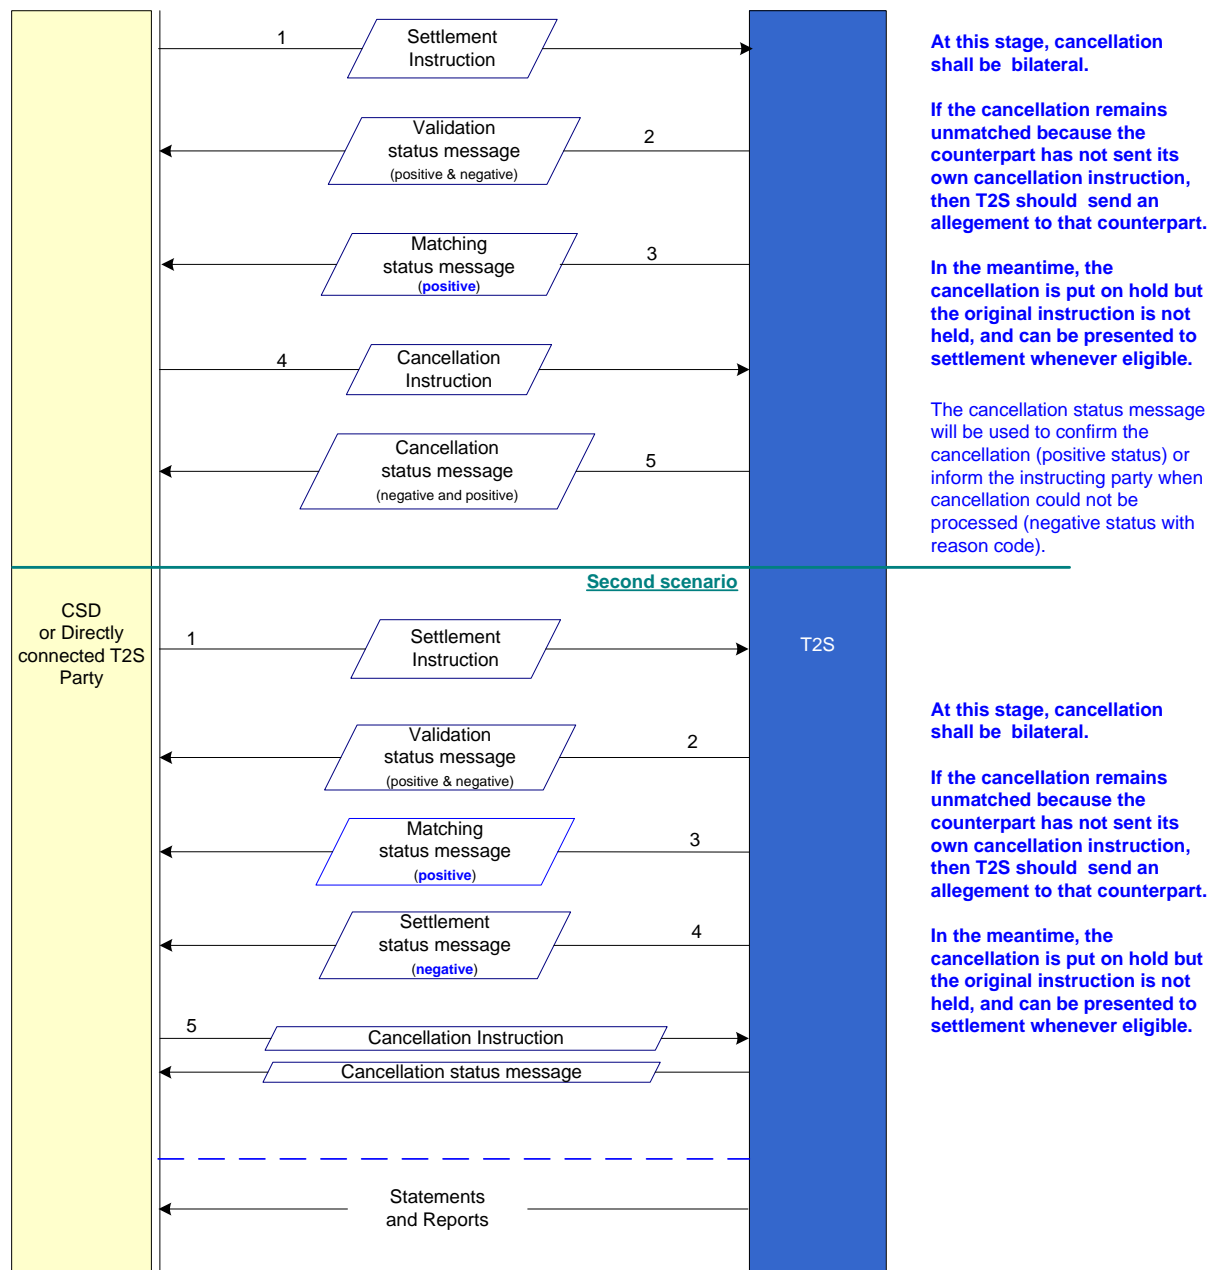 1
Settlement
Instruction
At this stage, cancellation
shall be bilateral.
If the cancellation remains
unmatched because the
counterpart has not sent its
own cancellation instruction,
then T2S should send an
allegement to that counterpart.
In the meantime, the
cancellation is put on hold but
the original instruction is not
held, and can be presented to
settlement whenever eligible.
The cancellation status message
will be used to confirm the
cancellation (positive status) or
inform the instructing party when
cancellation could not be
processed (negative status with
reason code).
Validation
status message
(positive & negative)
2
Matching
status message
(positive)
3
4
Cancellation
Instruction
Cancellation
status message
(negative and positive)
5
Second scenario
CSD
or Directly
connected T2S
Party
T2S
1
Settlement
Instruction
Validation
status message
(positive & negative)
2
Matching
status message
(positive)
3
Settlement
status message
(negative)
4
5
Cancellation Instruction
Cancellation status message
At this stage, cancellation
shall be bilateral.
If the cancellation remains
unmatched because the
counterpart has not sent its
own cancellation instruction,
then T2S should send an
allegement to that counterpart.
In the meantime, the
cancellation is put on hold but
the original instruction is not
held, and can be presented to
settlement whenever eligible.
Statements
and Reports